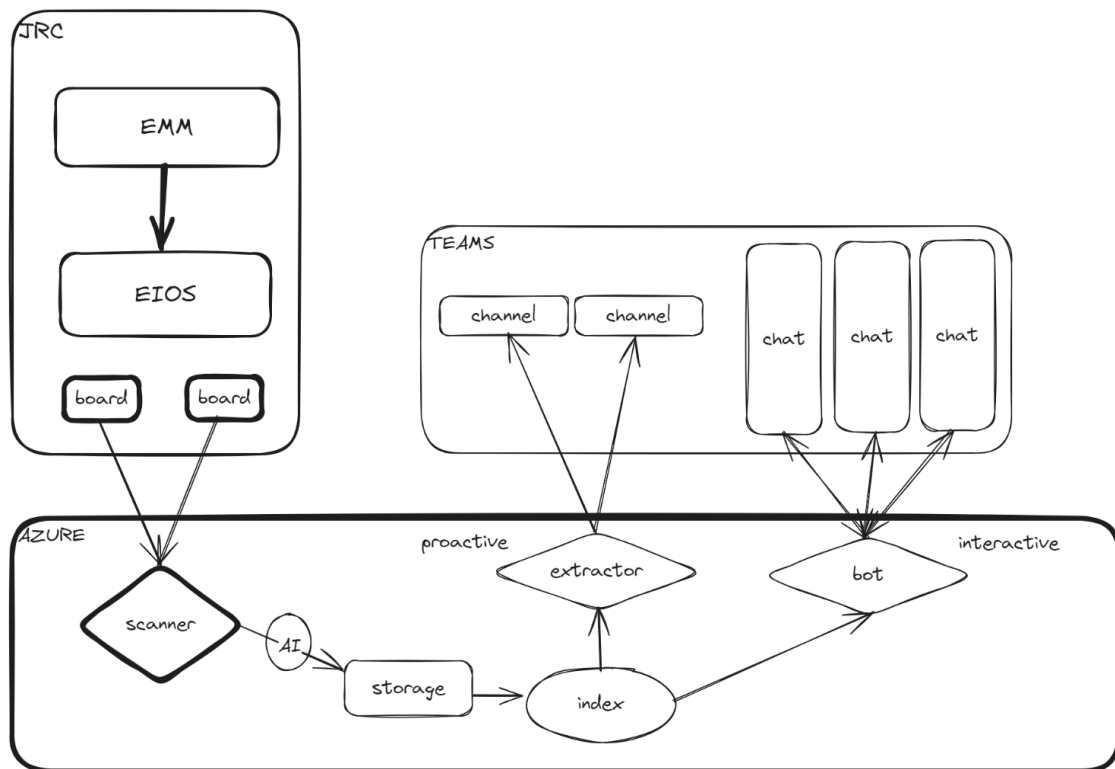 JRC
EMM
EIOS
board
board
TEAMS
channel
channel
chat
chat
chat
AZURE
proactive
interactive
extractor
bot
scanner
AI
storage
index